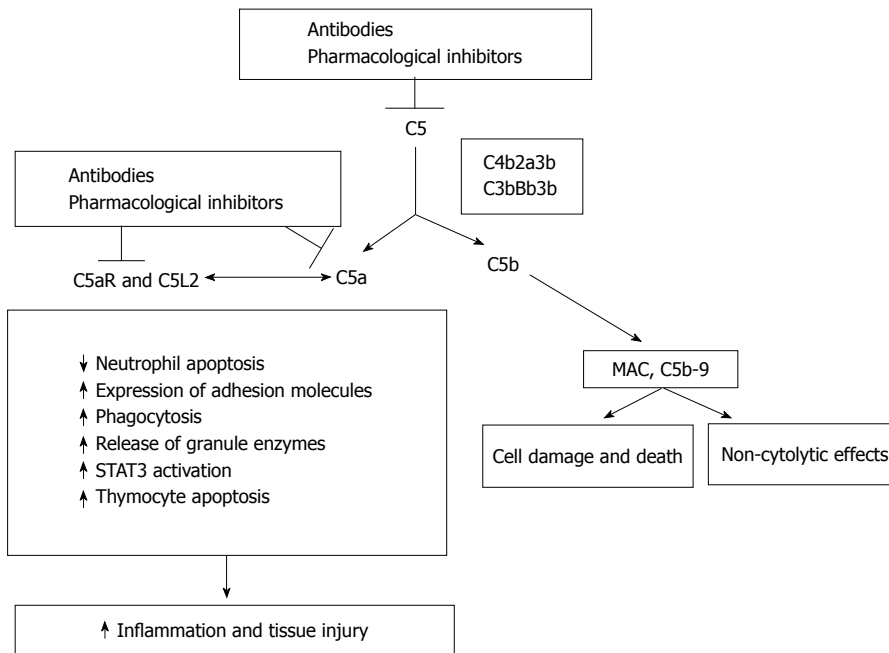 Antibodies
Pharmacological inhibitors
C5
C4b2a3b
C3bBb3b
Antibodies
Pharmacological inhibitors
C5aR and C5L2
C5a
C5b
Neutrophil apoptosis
Expression of adhesion molecules
Phagocytosis
Release of granule enzymes
STAT3 activation
Thymocyte apoptosis
MAC, C5b-9
Cell damage and death
Non-cytolytic effects
Inflammation and tissue injury